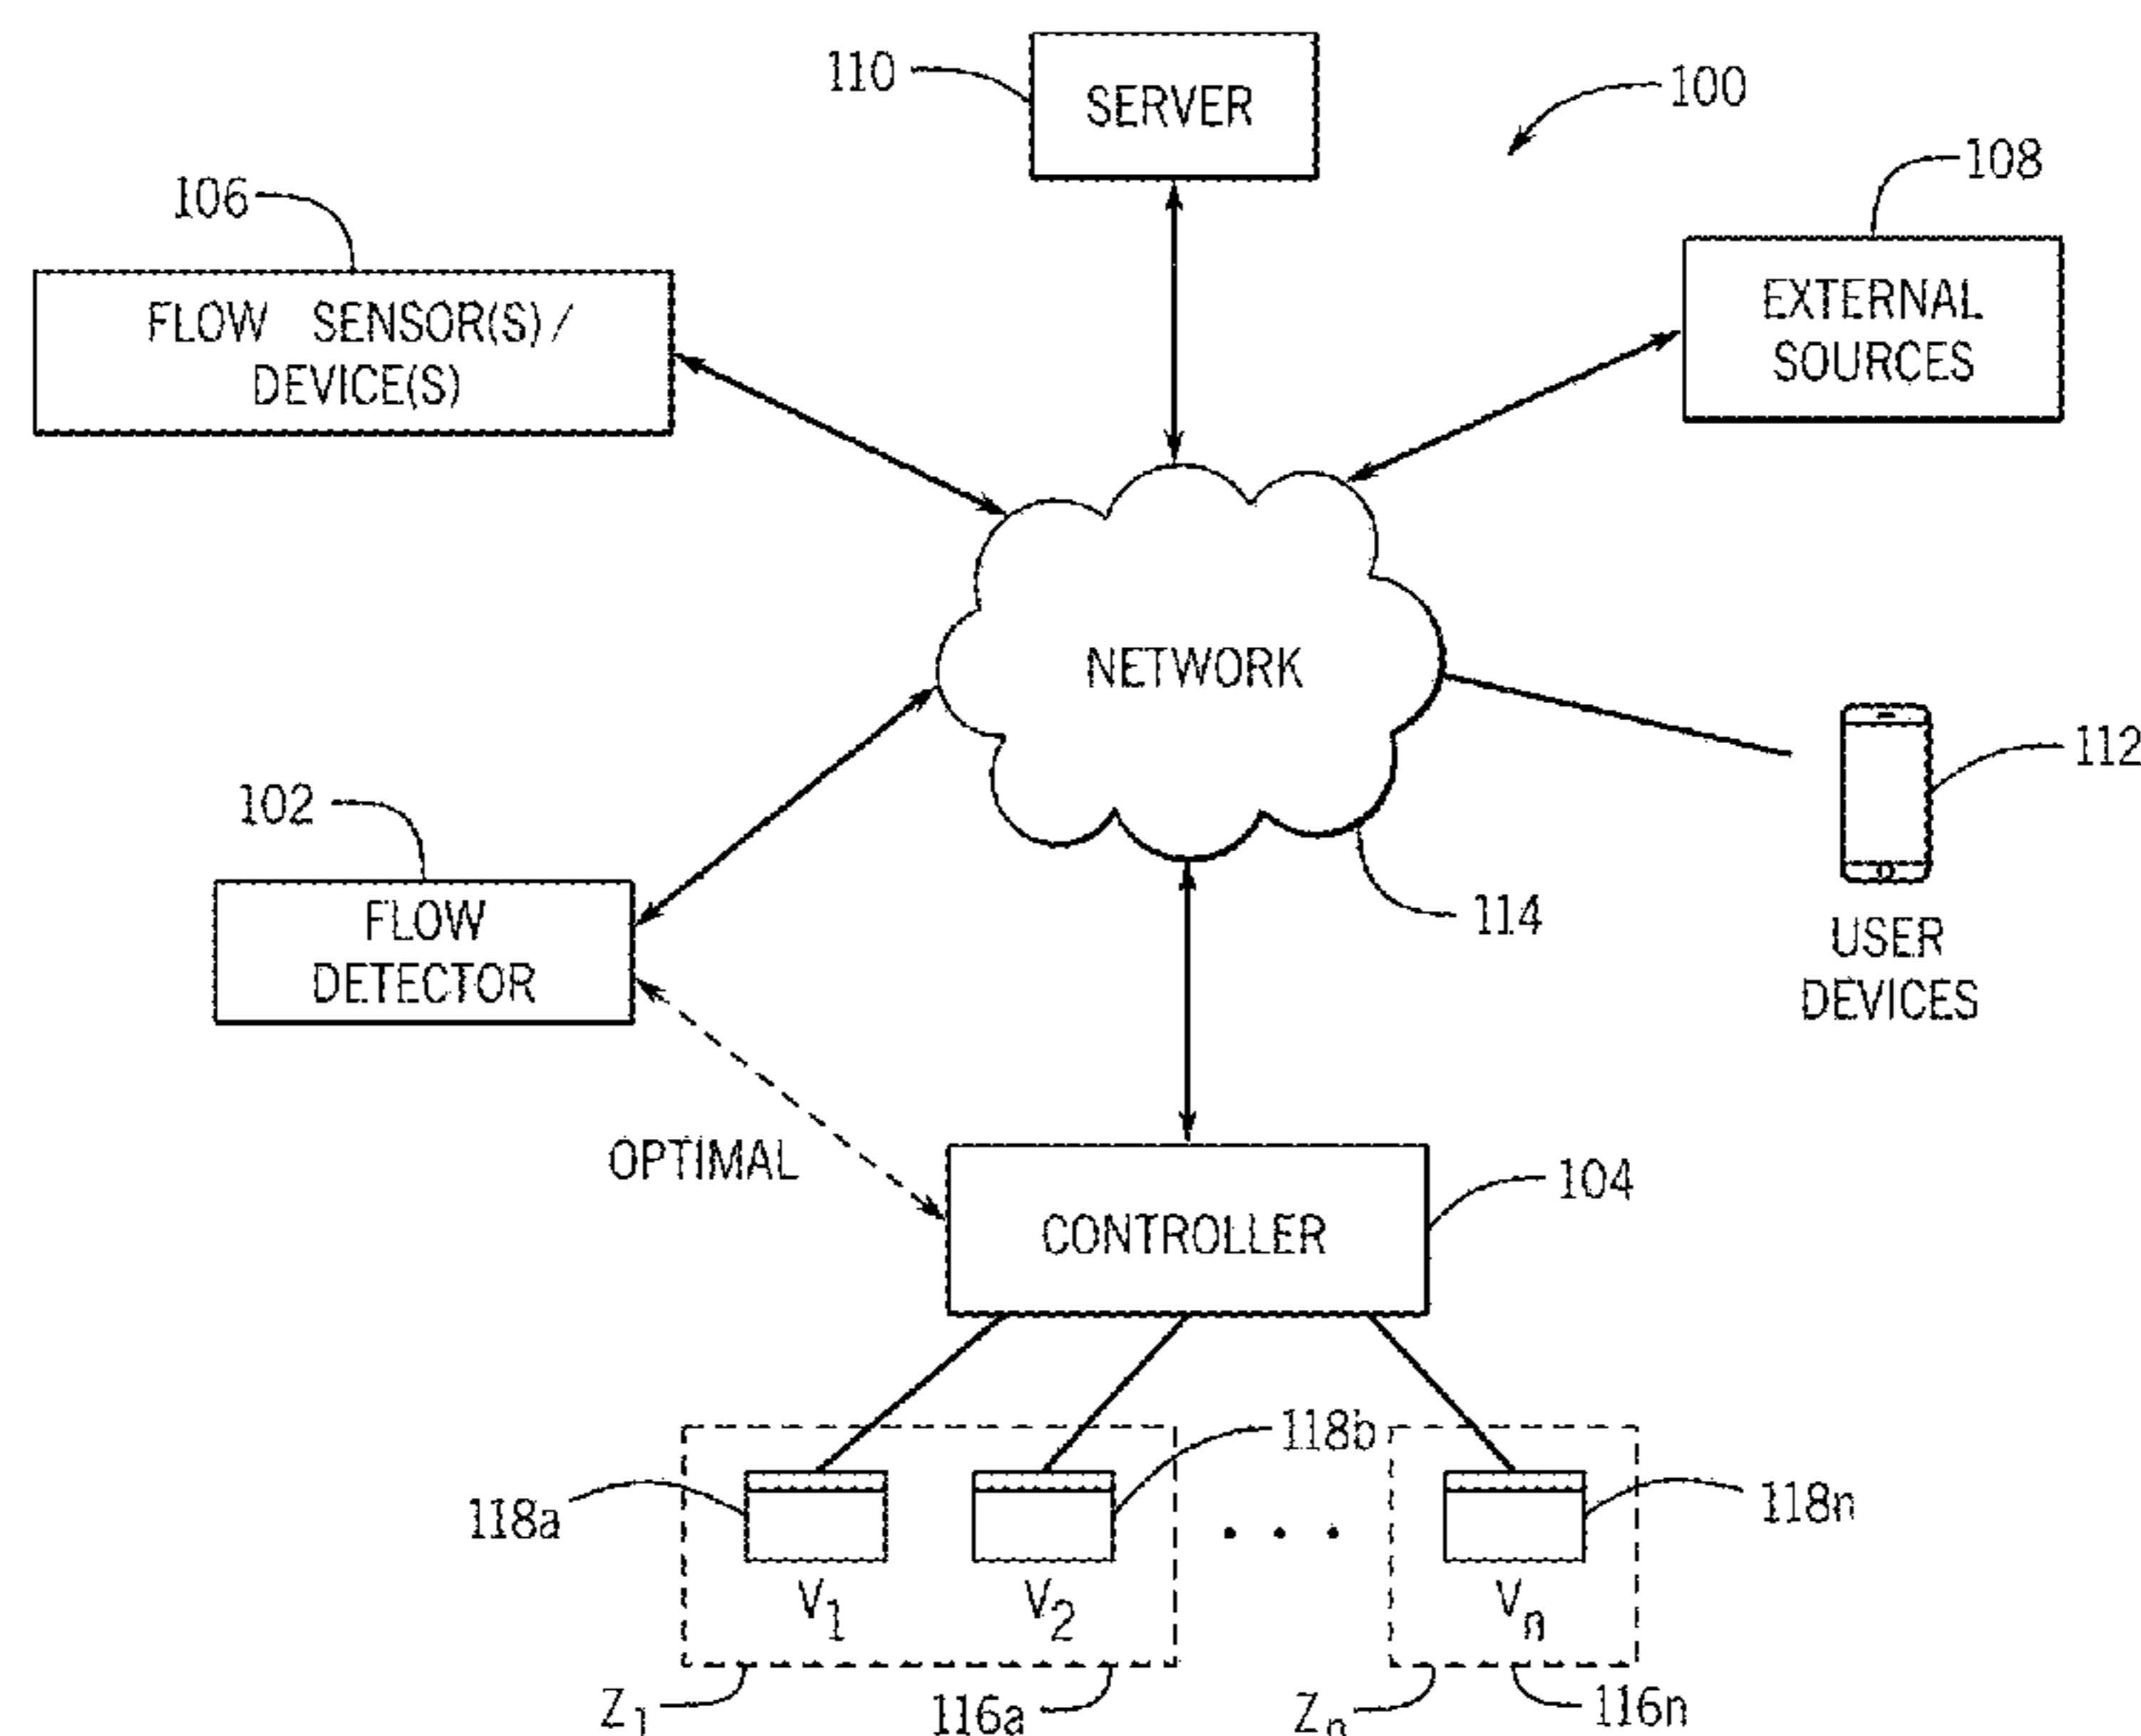 110
SERVER
100
108
106
EXTERNAL
SOURCES
FLOW SENSOR(S)/
DEVICE(S)
NETWORK
112
102
114
FLOW
DETECTOR
USER
DEVICES
OPTIMAL
104
CONTROLLER
118b
118a
118n
V1
V2
Vn
Z1
116a
Zn
116n